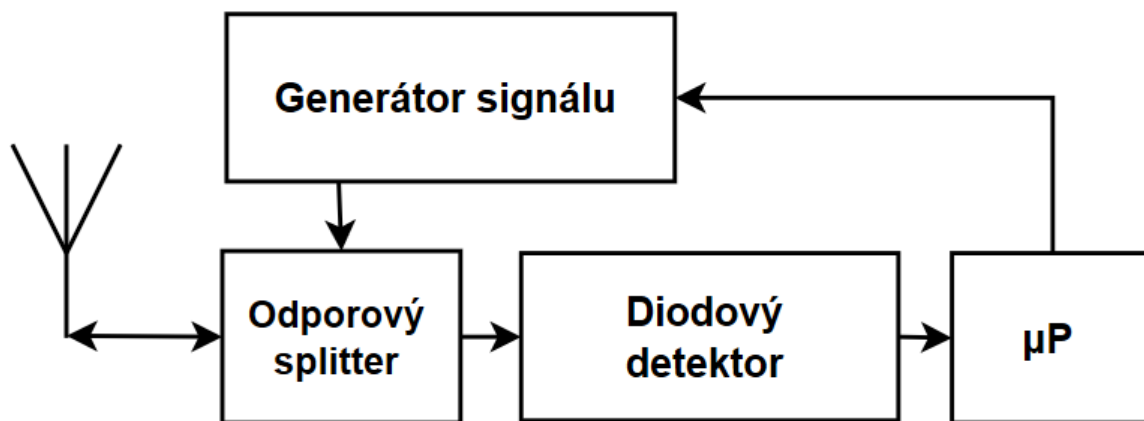 Generátor signálu
Odporový
splitter
Diodový
detektor
µP